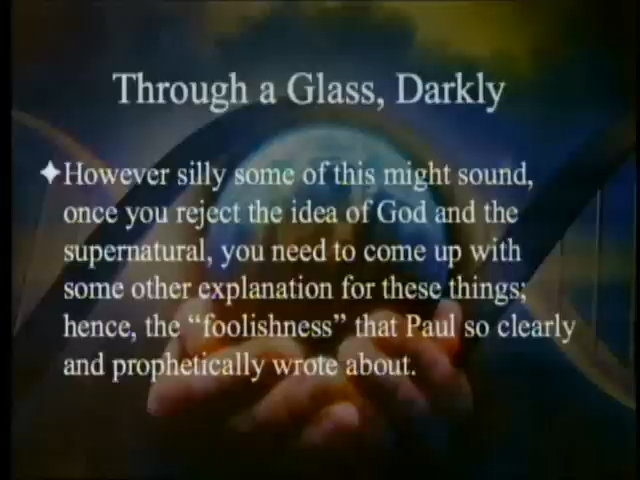 Through a Glass, Darkly
✦However silly some of this might sound,
once you reject the idea of God and the
supernatural, you need to come up with
some other explanation for these things;
hence, the “foolishness” that Paul so clearly
and prophetically wrote about.